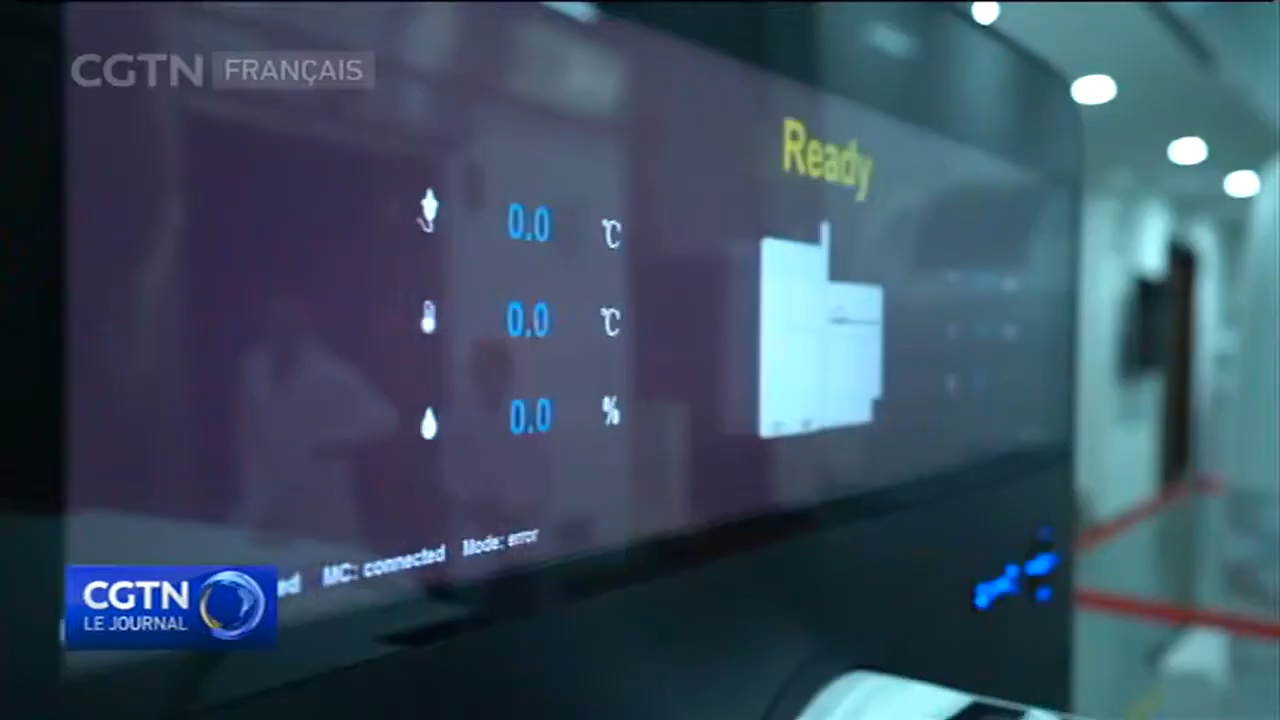 CGTN FRANÇAIS
Ready
0.0 ℃
0.0 ℃
0.0 %
MC: connected Mode: error
CGTN
LE JOURNAL